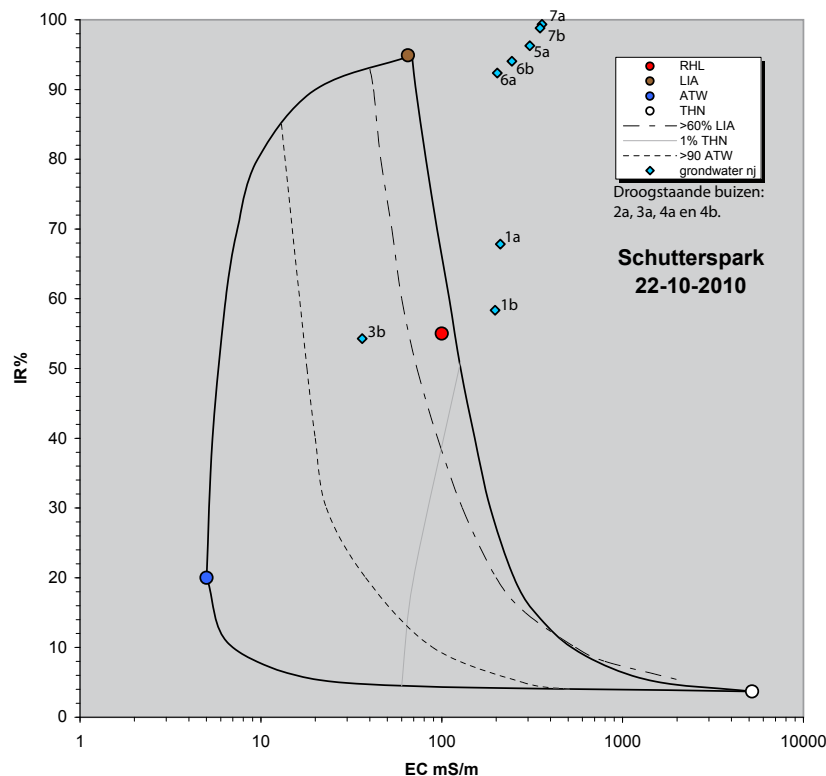 100
90
80
70
60
50
40
30
20
10
0
IR%
1
10
100
1000
10000
EC mS/m
7a
7b
5a
6b
6a
1a
1b
3b
RHL
LIA
ATW
THN
>60% LIA
1% THN
>90 ATW
grondwater nj
Droogstaande buizen:
2a, 3a, 4a en 4b.
Schutterspark
22-10-2010